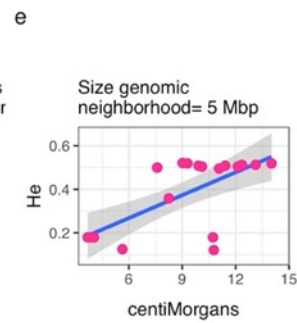 e
s
r
Size genomic
neighborhood= 5 Mbp
He
0.6
0.4
0.2
6 9 12 15
centiMorgans